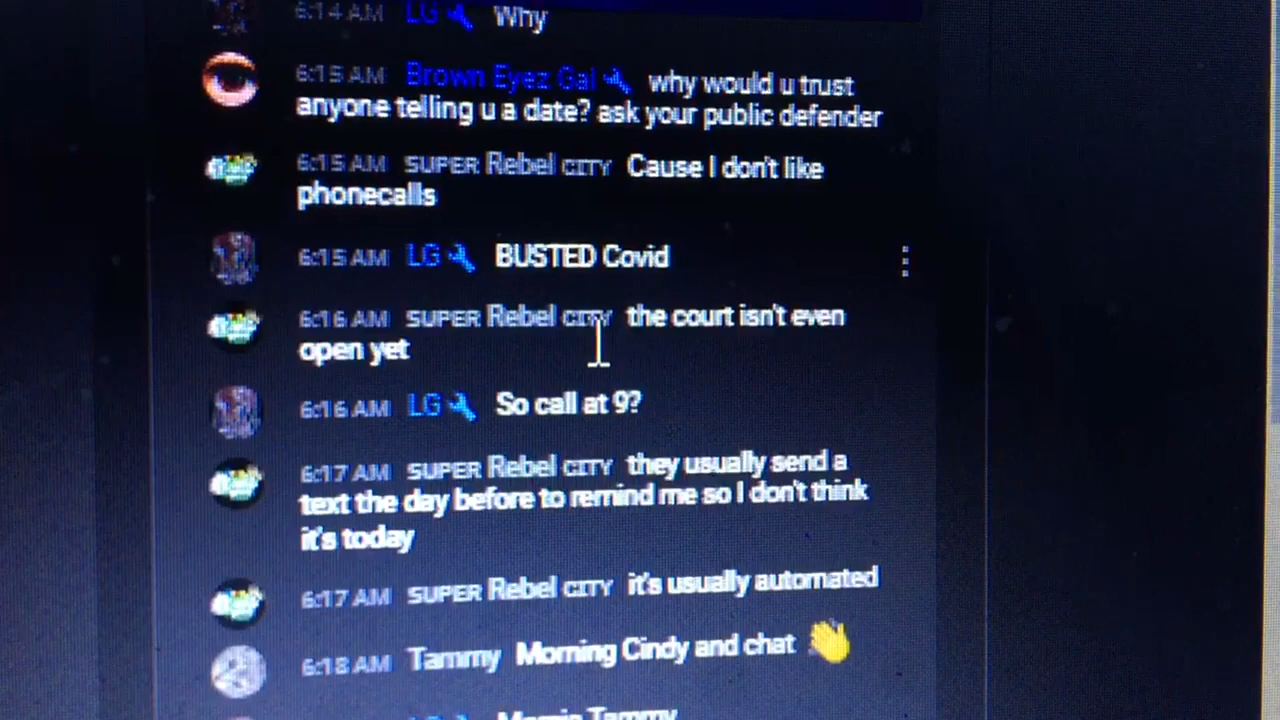 6:14 AM LG Why
6:15 AM Brown Eyez Gal why would u trust
anyone telling u a date? ask your public defender
6:15 AM SUPER Rebel CITY Cause I don't like
phonecalls
6:15 AM LG BUSTED Covid
6:16 AM SUPER Rebel CITY the court isn't even
open yet
6:16 AM LG So call at 9?
6:17 AM SUPER Rebel CITY they usually send a
text the day before to remind me so I don't think
it's today
6:17 AM SUPER Rebel CITY it's usually automated
6:18 AM Tammy Morning Cindy and chat 👋
LG Mornin Tammy